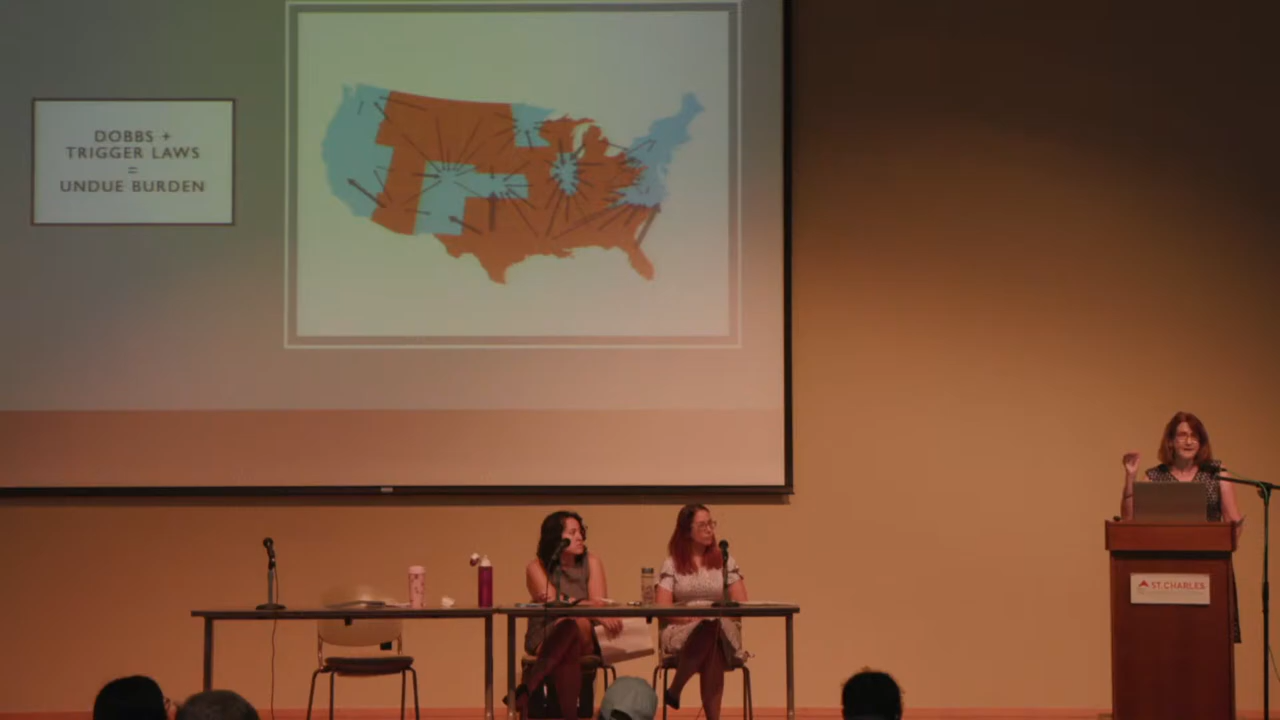 DOBBS +
TRIGGER LAWS
=
UNDUE BURDEN
ST. CHARLES